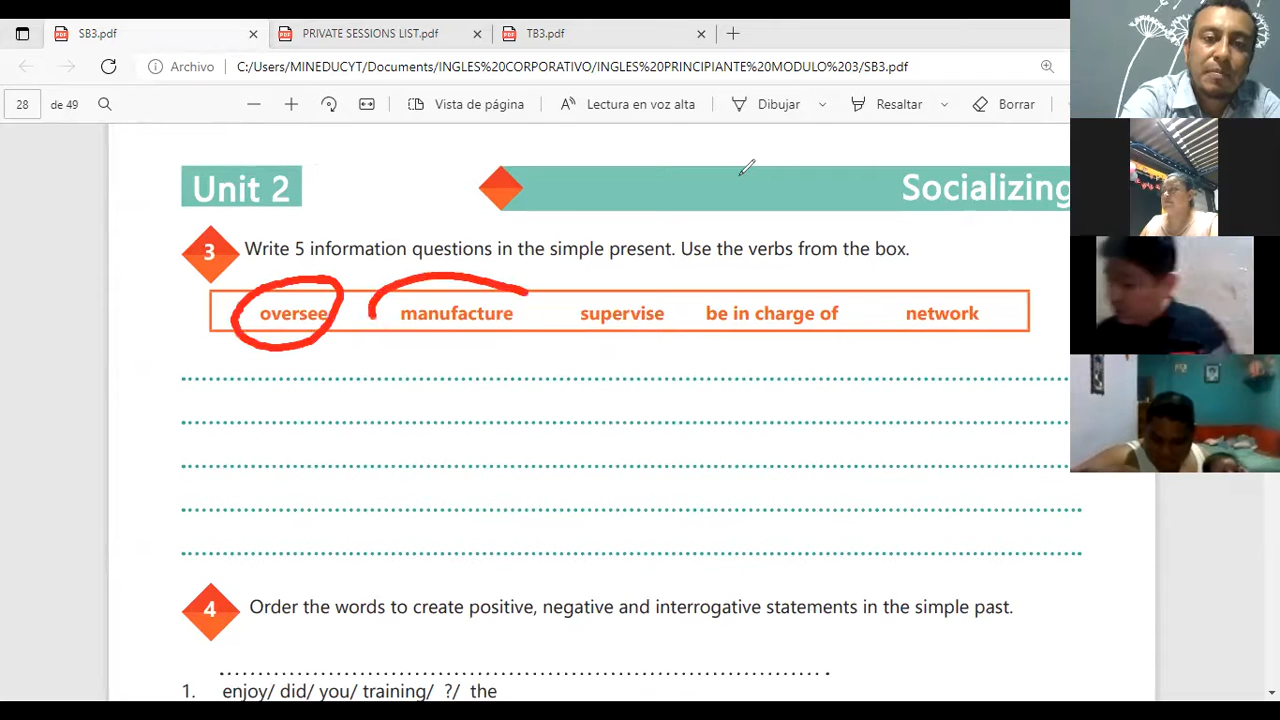 SB3.pdf
PRIVATE SESSIONS LIST.pdf
TB3.pdf
Archivo
C:/Users/MINEDUCYT/Documents/INGLES%20CORPORATIVO/INGLES%20PRINCIPIANTE%20MODULO%203/SB3.pdf
28 de 49
Vista de página
Lectura en voz alta
Dibujar
Resaltar
Borrar
Unit 2
Socializing
3 Write 5 information questions in the simple present. Use the verbs from the box.
oversee manufacture supervise be in charge of network
4 Order the words to create positive, negative and interrogative statements in the simple past.
1. enjoy/ did/ you/ training/ ?/ the